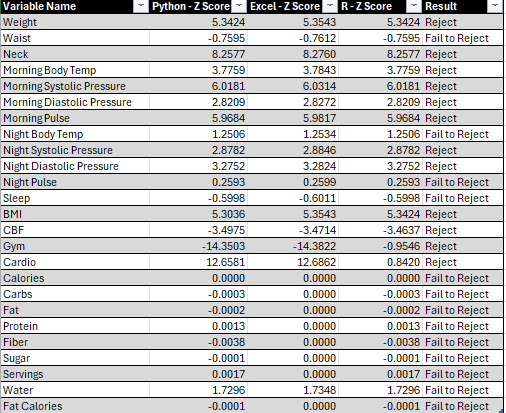 Variable Name Python - Z Score Excel - Z Score R - Z Score Result
Weight 5.3424 5.3543 5.3424 Reject
Waist -0.7595 -0.7612 -0.7595 Fail to Reject
Neck 8.2577 8.2760 8.2577 Reject
Morning Body Temp 3.7759 3.7843 3.7759 Reject
Morning Systolic Pressure 6.0181 6.0314 6.0181 Reject
Morning Diastolic Pressure 2.8209 2.8272 2.8209 Reject
Morning Pulse 5.9684 5.9817 5.9684 Reject
Night Body Temp 1.2506 1.2534 1.2506 Fail to Reject
Night Systolic Pressure 2.8782 2.8846 2.8782 Reject
Night Diastolic Pressure 3.2752 3.2824 3.2752 Reject
Night Pulse 0.2593 0.2599 0.2593 Fail to Reject
Sleep -0.5998 -0.6011 -0.5998 Fail to Reject
BMI 5.3036 5.3543 5.3424 Reject
CBF -3.4975 -3.4714 -3.4637 Reject
Gym -14.3503 -14.3822 -0.9546 Reject
Cardio 12.6581 12.6862 0.8420 Reject
Calories 0.0000 0.0000 0.0000 Fail to Reject
Carbs -0.0003 0.0000 -0.0003 Fail to Reject
Fat -0.0002 0.0000 -0.0002 Fail to Reject
Protein 0.0013 0.0000 0.0013 Fail to Reject
Fiber -0.0038 0.0000 -0.0038 Fail to Reject
Sugar -0.0001 0.0000 -0.0001 Fail to Reject
Servings 0.0017 0.0000 0.0017 Fail to Reject
Water 1.7296 1.7348 1.7296 Fail to Reject
Fat Calories -0.0001 0.0000 -0.0001 Fail to Reject